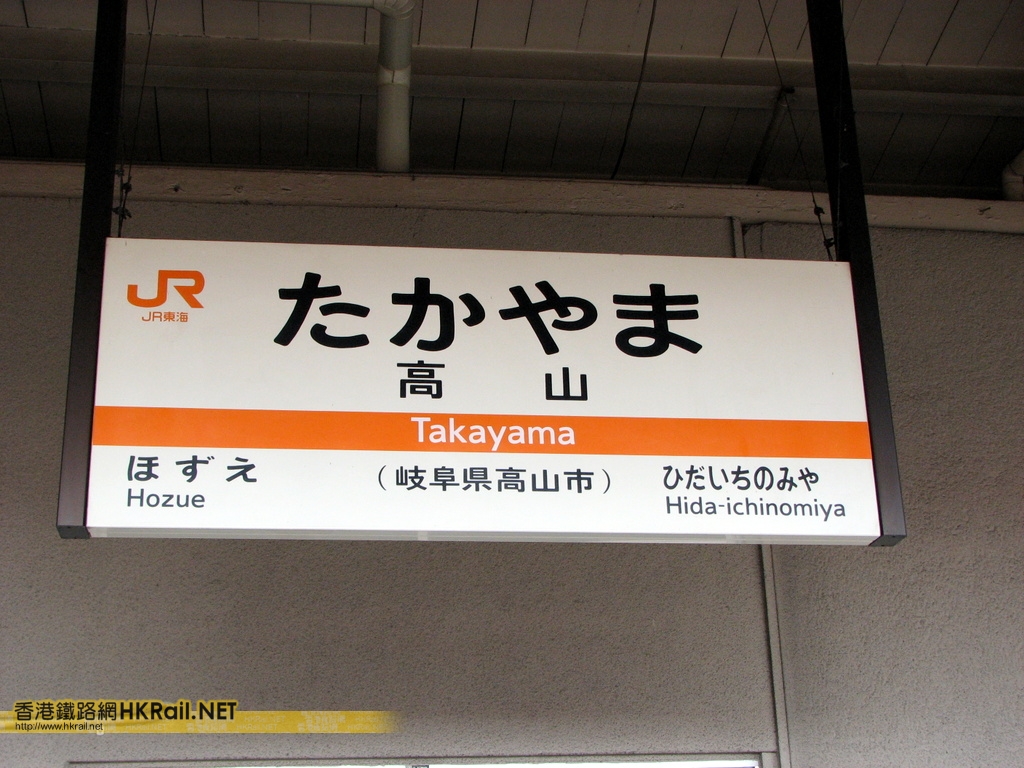 JR
JR東海
たかやま
高山
Takayama
ほずえ
Hozue
(岐阜県高山市)
ひだいちのみや
Hida-ichinomiya
香港鐵路網HKRail.NET
http://www.hkrail.net